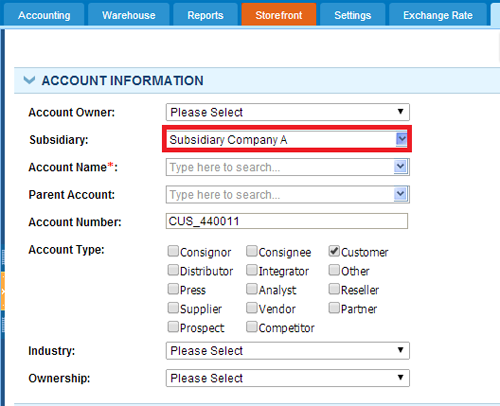 Accounting Warehouse Reports Storefront Settings Exchange Rate
ACCOUNT INFORMATION
Account Owner: Please Select
Subsidiary: Subsidiary Company A
Account Name*: Type here to search...
Parent Account: Type here to search...
Account Number: CUS_440011
Account Type: Consignor Consignee Customer
Distributor Integrator Other
Press Analyst Reseller
Supplier Vendor Partner
Prospect Competitor
Industry: Please Select
Ownership: Please Select